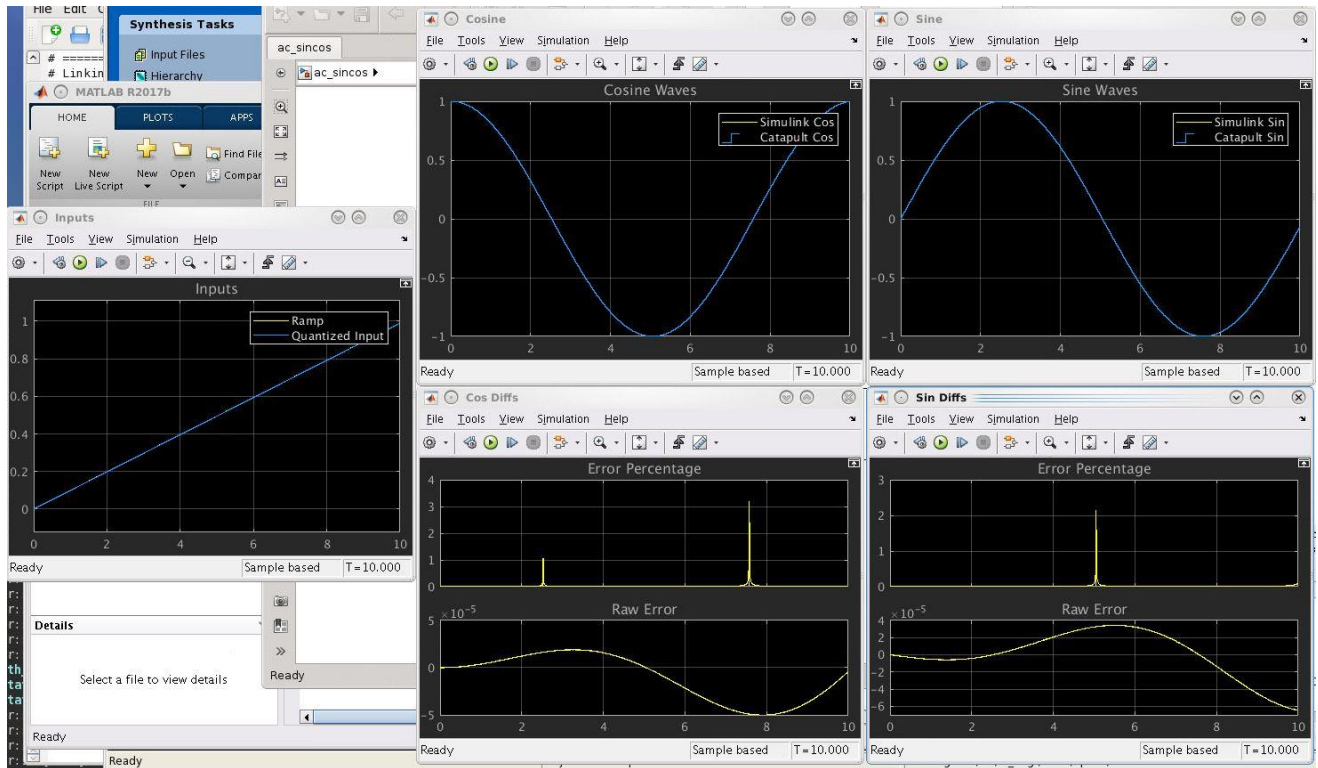 File Edit
# =======
# Linkin
Synthesis Tasks
Input Files
Hierarchy
MATLAB R2017b
HOME PLOTS APPS
New Script
New Live Script
New
Open
Find File
Compar
FILE
ac_sincos
ac_sincos
Ready
Inputs
File Tools View Simulation Help
Inputs
Ramp
Quantized Input
1
0.8
0.6
0.4
0.2
0
0 2 4 6 8 10
Ready Sample based T=10.000
Details
Select a file to view details
Ready
Ready
Cosine
File Tools View Simulation Help
Cosine Waves
Simulink Cos
Catapult Cos
1
0.5
0
-0.5
-1
0 2 4 6 8 10
Ready Sample based T=10.000
Sine
File Tools View Simulation Help
Sine Waves
Simulink Sin
Catapult Sin
1
0.5
0
-0.5
-1
0 2 4 6 8 10
Ready Sample based T=10.000
Cos Diffs
File Tools View Simulation Help
Error Percentage
4
3
2
1
0
Raw Error
×10⁻⁵
5
0
-5
0 2 4 6 8 10
Ready Sample based T=10.000
Sin Diffs
File Tools View Simulation Help
Error Percentage
3
2
1
0
Raw Error
×10⁻⁵
4
2
0
-2
-4
-6
0 2 4 6 8 10
Ready Sample based T=10.000